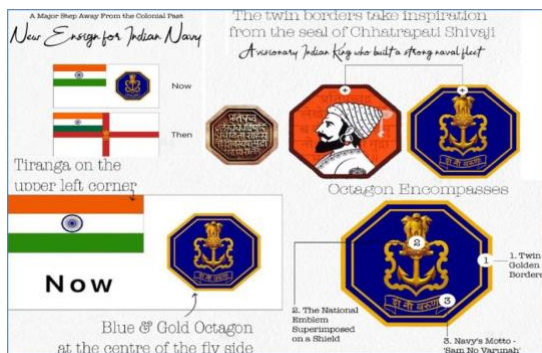 A Major Step Away From the Colonial Past
New Ensign for Indian Navy
Now
Then
The twin borders take inspiration
from the seal of Chhatrapati Shivaji
A visionary Indian King who built a strong naval fleet
Tiranga on the
upper left corner
Now
Blue & Gold Octagon
at the centre of the fly side
Octagon Encompasses
1. Twin
Golden
Borders
2
1
3
2. The National
Emblem
Superimposed
on a Shield
3. Navy's Motto -
'Sam No Varunah'